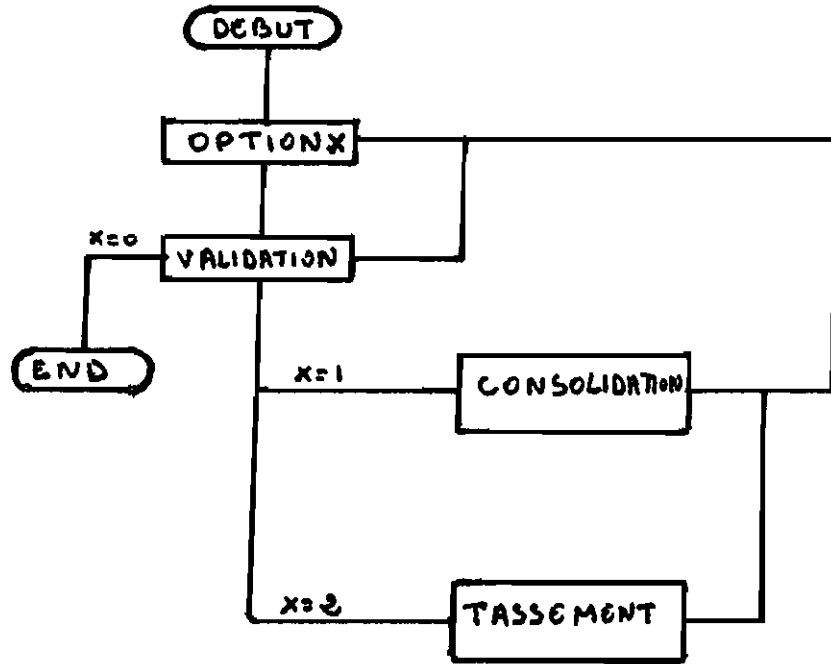 DEBUT
OPTIONX
X=0
VALIDATION
END
X=1
CONSOLIDATION
X=2
TASSEMENT